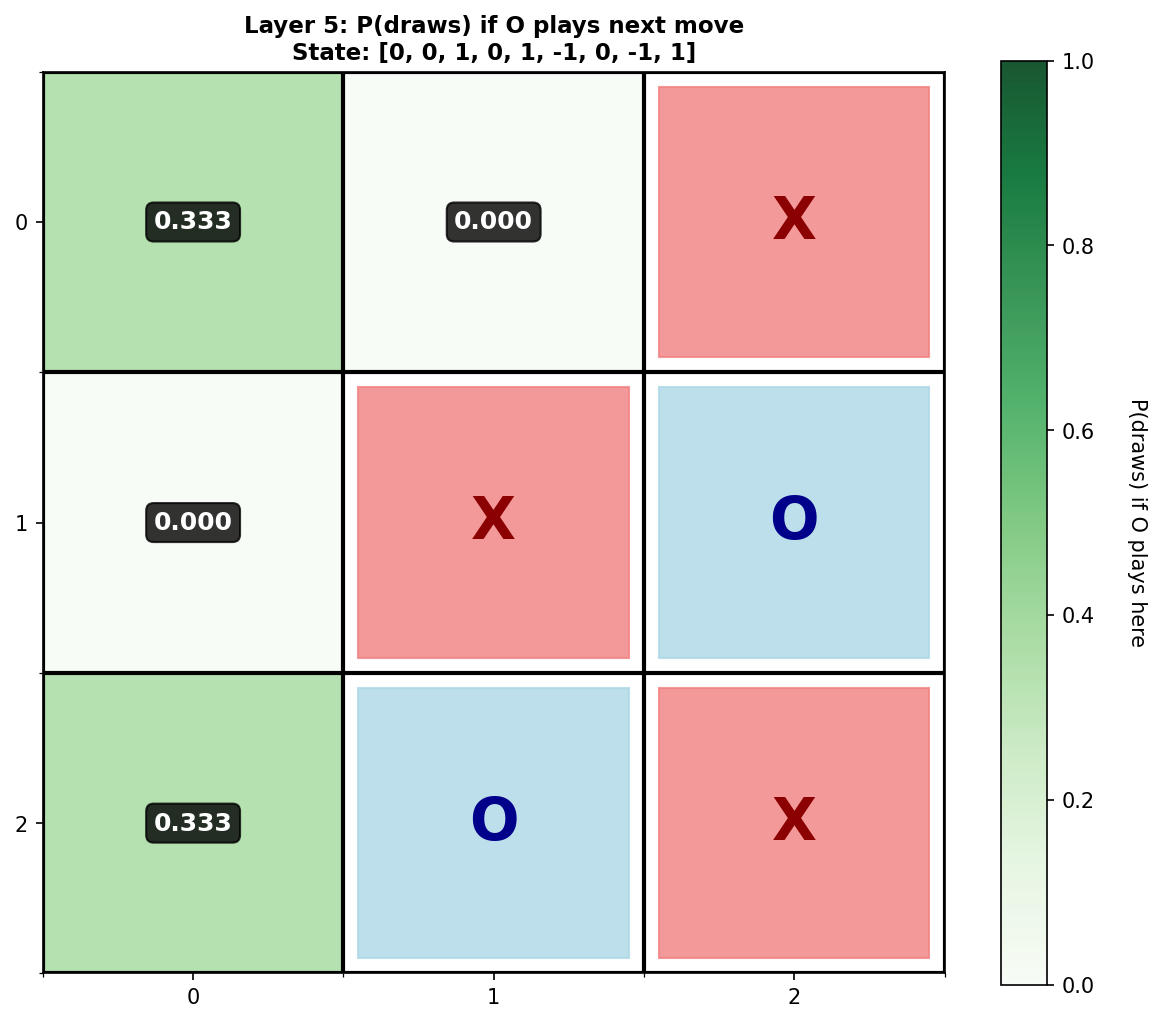 Layer 5: P(draws) if O plays next move
State: [0, 0, 1, 0, 1, -1, 0, -1, 1]
1.0
0.8
0.6
0.4
0.2
0.0
P(draws) if O plays here
0
0.333
0.000
X
1
0.000
X
O
2
0.333
O
X
0
1
2